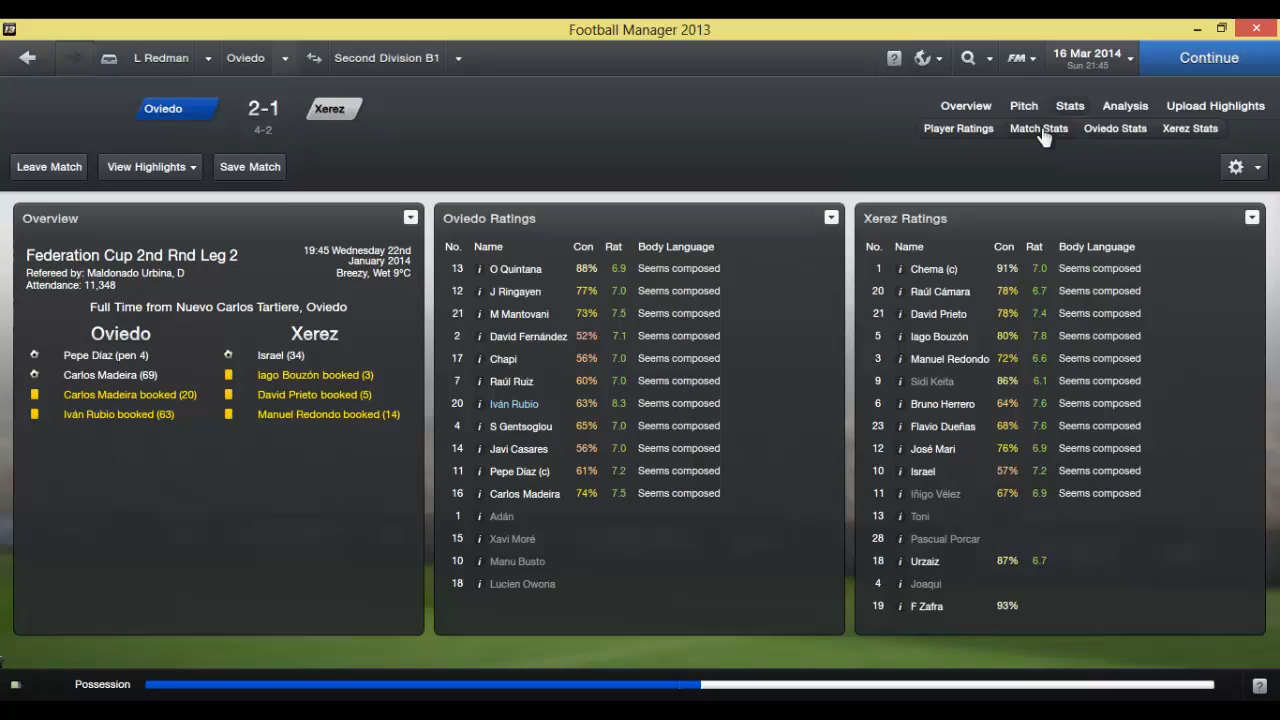 Football Manager 2013
L Redman Oviedo Second Division B1 FM 16 Mar 2014 Continue
Sun 21:45
Oviedo 2-1 Xerez
4-2
Overview Pitch Stats Analysis Upload Highlights
Player Ratings Match Stats Oviedo Stats Xerez Stats
Leave Match View Highlights Save Match
Overview
Federation Cup 2nd Rnd Leg 2
Refereed by: Maldonado Urbina, D
Attendance: 11,348
19:45 Wednesday 22nd
January 2014
Breezy, Wet 9ºC
Full Time from Nuevo Carlos Tartiere, Oviedo
Oviedo Xerez
Pepe Díaz (pen 4) Israel (34)
Carlos Madeira (69) Iago Bouzón booked (3)
Carlos Madeira booked (20) David Prieto booked (5)
Iván Rubio booked (63) Manuel Redondo booked (14)
Oviedo Ratings
No. Name Con Rat Body Language
13 i O Quintana 88% 6.9 Seems composed
12 i J Ringayen 77% 7.0 Seems composed
21 i M Mantovani 73% 7.5 Seems composed
2 i David Fernández 52% 7.1 Seems composed
17 i Chapi 56% 7.0 Seems composed
7 i Raúl Ruiz 60% 7.0 Seems composed
20 i Iván Rubio 63% 8.3 Seems composed
4 i S Gentsoglou 65% 7.0 Seems composed
14 i Javi Casares 56% 7.0 Seems composed
11 i Pepe Díaz (c) 61% 7.2 Seems composed
16 i Carlos Madeira 74% 7.5 Seems composed
1 i Adán
15 i Xavi Moré
10 i Manu Busto
18 i Lucien Owona
Xerez Ratings
No. Name Con Rat Body Language
1 i Chema (c) 91% 7.0 Seems composed
20 i Raúl Cámara 78% 6.7 Seems composed
21 i David Prieto 78% 7.4 Seems composed
5 i Iago Bouzón 80% 7.8 Seems composed
3 i Manuel Redondo 72% 6.6 Seems composed
9 i Sidi Keita 86% 6.1 Seems composed
6 i Bruno Herrero 64% 7.6 Seems composed
23 i Flavio Dueñas 68% 7.6 Seems composed
12 i José Mari 76% 6.9 Seems composed
10 i Israel 57% 7.2 Seems composed
11 i Iñigo Vélez 67% 6.9 Seems composed
13 i Toni
28 i Pascual Porcar
18 i Urzaiz 87% 6.7
4 i Joaqui
19 i F Zafra 93%
Possession